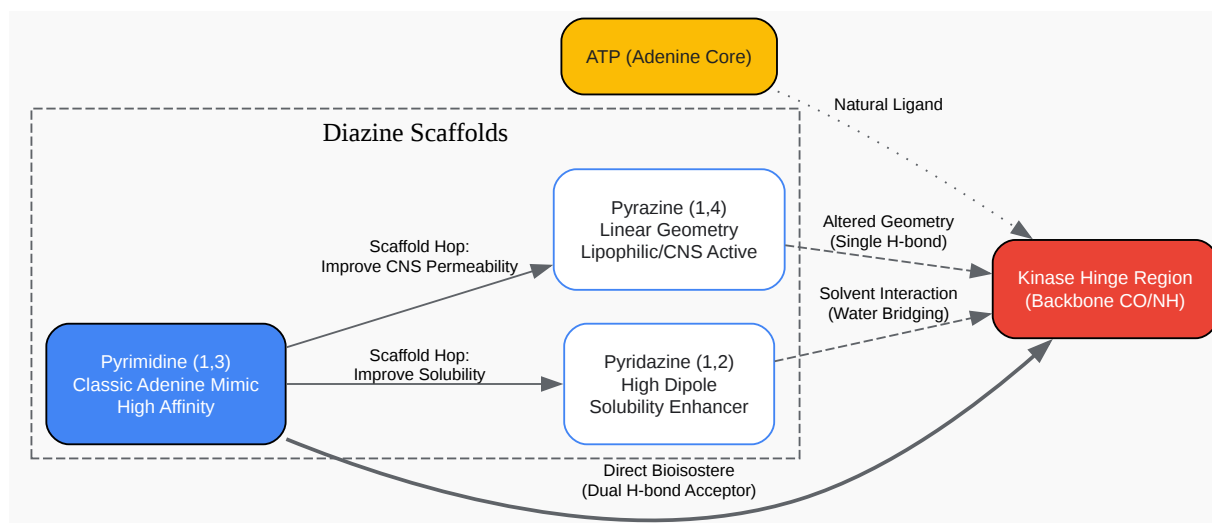 ATP (Adenine Core)
Natural Ligand
Diazine Scaffolds
Pyrazine (1,4)
Linear Geometry
Lipophilic/CNS Active
Altered Geometry
(Single H-bond)
Scaffold Hop:
Improve CNS Permeability
Kinase Hinge Region
(Backbone CO/NH)
Solvent Interaction
(Water Bridging)
Pyrimidine (1,3)
Classic Adenine Mimic
High Affinity
Scaffold Hop:
Improve Solubility
Pyridazine (1,2)
High Dipole
Solubility Enhancer
Direct Bioisostere
(Dual H-bond Acceptor)